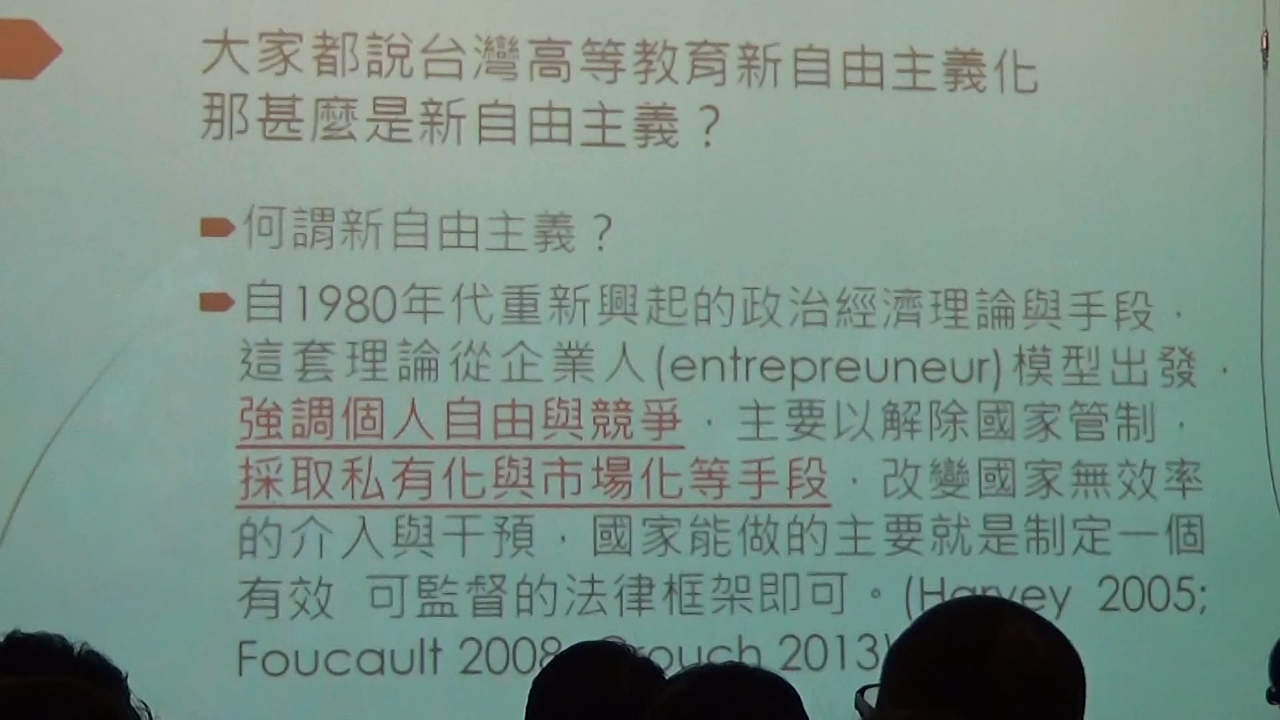 大家都說台灣高等教育新自由主義化
那甚麼是新自由主義？
何謂新自由主義？
自1980年代重新興起的政治經濟理論與手段，
這套理論從企業人(entrepreuneur)模型出發，
強調個人自由與競爭，主要以解除國家管制，
採取私有化與市場化等手段，改變國家無效率
的介入與干預，國家能做的主要就是制定一個
有效 可監督的法律框架即可。(Harvey 2005;
Foucault 2008 Crouch 2013)